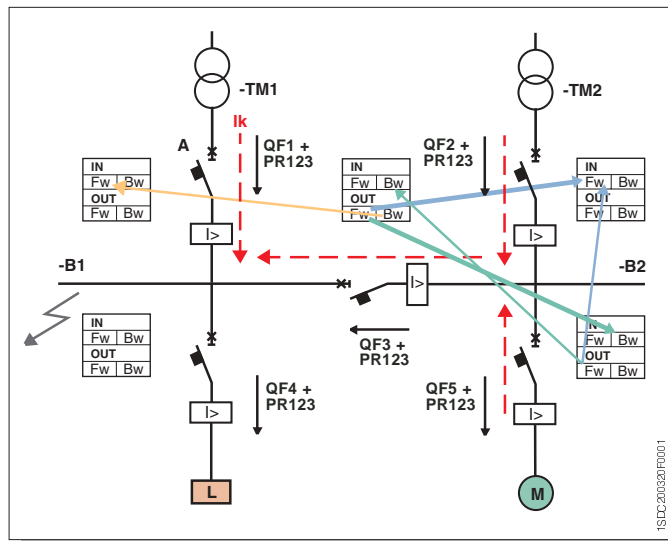 -TM1
-TM2
Ik
A
QF1 +
PR123
QF2 +
PR123
IN
Fw Bw
OUT
Fw Bw
IN
Fw Bw
OUT
Fw Bw
IN
Fw Bw
OUT
Fw Bw
I>
I>
-B1
-B2
I>
QF3 +
PR123
IN
Fw Bw
OUT
Fw Bw
IN
Fw Bw
OUT
Fw Bw
QF4 +
PR123
QF5 +
PR123
I>
I>
L
M
1SDC200320F0001